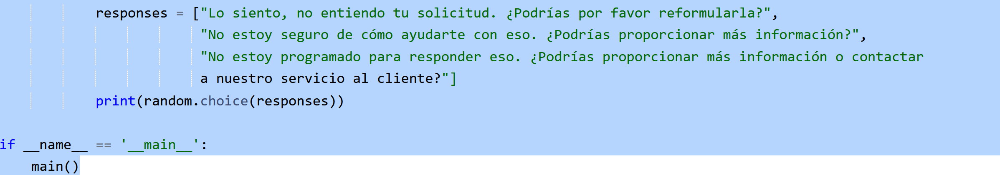 responses = ["Lo siento, no entiendo tu solicitud. ¿Podrías por favor reformularla?",
"No estoy seguro de cómo ayudarte con eso. ¿Podrías proporcionar más información?",
"No estoy programado para responder eso. ¿Podrías proporcionar más información o contactar
a nuestro servicio al cliente?"]
print(random.choice(responses))
if __name__ == '__main__':
main()